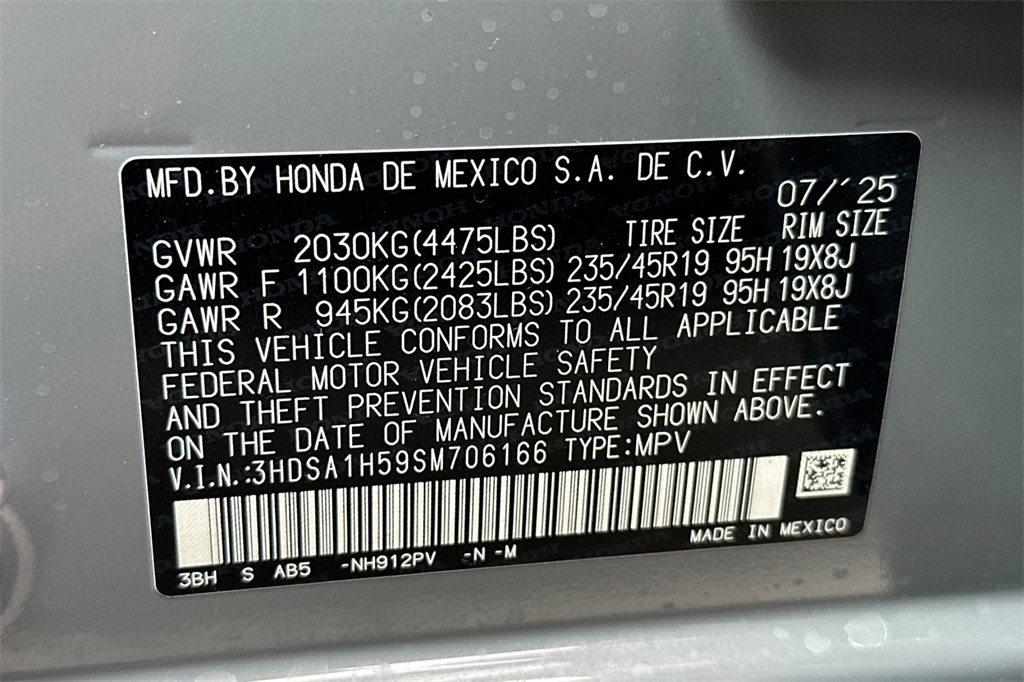 MFD.BY HONDA DE MEXICO S.A. DE C.V.
07/´25
GVWR 2030KG(4475LBS) TIRE SIZE RIM SIZE
GAWR F 1100KG(2425LBS) 235/45R19 95H 19X8J
GAWR R 945KG(2083LBS) 235/45R19 95H 19X8J
THIS VEHICLE CONFORMS TO ALL APPLICABLE
FEDERAL MOTOR VEHICLE SAFETY
AND THEFT PREVENTION STANDARDS IN EFFECT
ON THE DATE OF MANUFACTURE SHOWN ABOVE.
V.I.N.:3HDSA1H59SM706166 TYPE:MPV
MADE IN MEXICO
3BH S AB5 -NH912PV -N -M